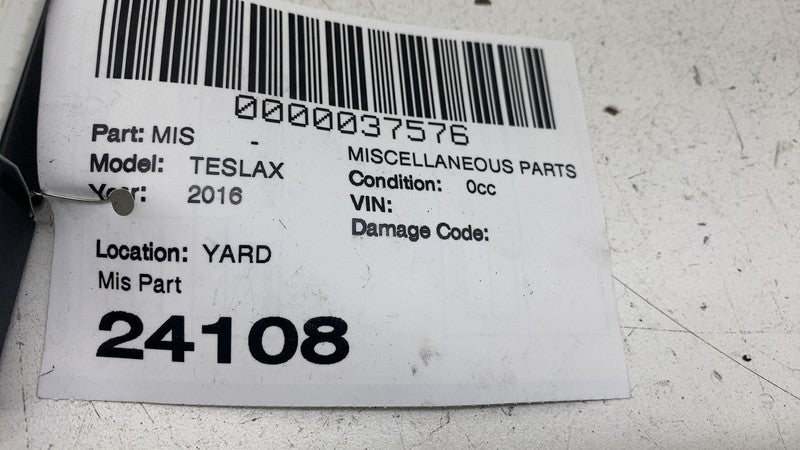 0000037576
Part: MIS -
MISCELLANEOUS PARTS
Model: TESLAX
Condition: 0cc
Year: 2016
VIN:
Damage Code:
Location: YARD
Mis Part
24108